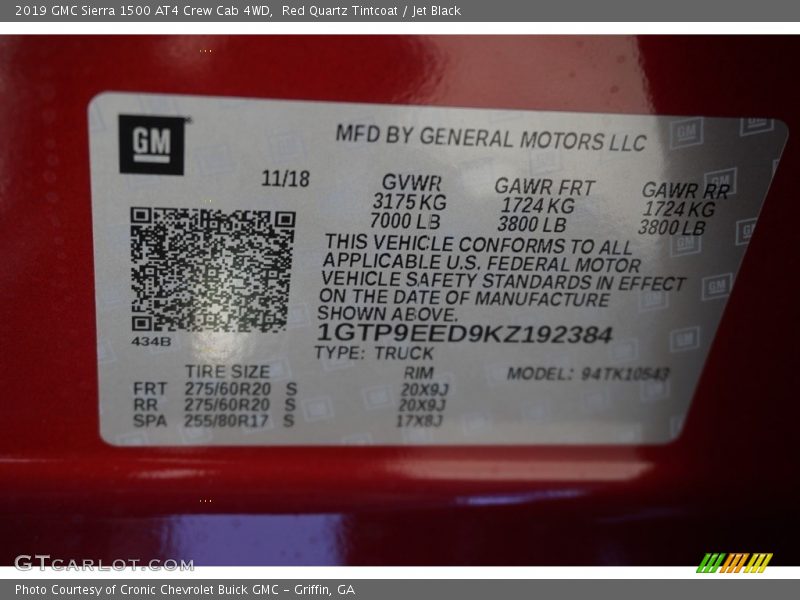 2019 GMC Sierra 1500 AT4 Crew Cab 4WD, Red Quartz Tintcoat / Jet Black
GM
MFD BY GENERAL MOTORS LLC
11/18 GVWR GAWR FRT GAWR RR
3175 KG 1724 KG 1724 KG
7000 LB 3800 LB 3800 LB
THIS VEHICLE CONFORMS TO ALL
APPLICABLE U.S. FEDERAL MOTOR
VEHICLE SAFETY STANDARDS IN EFFECT
ON THE DATE OF MANUFACTURE
SHOWN ABOVE.
1GTP9EED9KZ192384
434B
TYPE: TRUCK
TIRE SIZE RIM MODEL: 94TK10543
FRT 275/60R20 S 20X9J
RR 275/60R20 S 20X9J
SPA 255/80R17 S 17X8J
GTcarlot.com
Photo Courtesy of Cronic Chevrolet Buick GMC - Griffin, GA